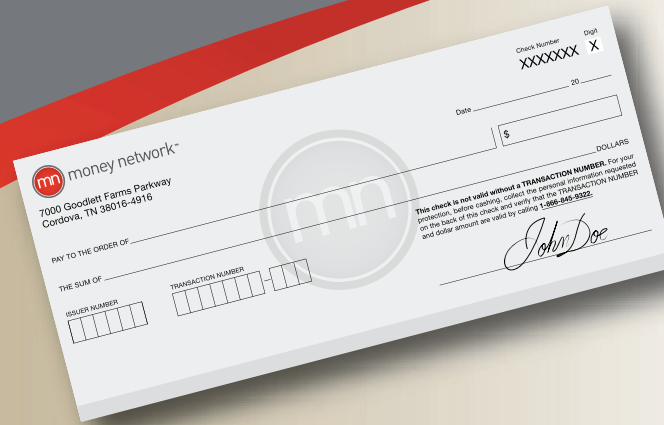 Check Number
Digit
XXXXXXX X
Date 20
mn money network™
$
7000 Goodlett Farms Parkway
Cordova, TN 38016-4916
PAY TO THE ORDER OF
DOLLARS
THE SUM OF
mn
This check is not valid without a TRANSACTION NUMBER. For your
protection, before cashing, collect the personal information requested
on the back of this check and verify that the TRANSACTION NUMBER
and dollar amount are valid by calling 1-866-845-9322.
ISSUER NUMBER
TRANSACTION NUMBER
–
John Doe